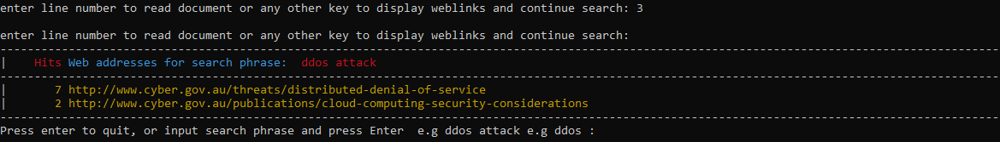 enter line number to read document or any other key to display weblinks and continue search: 3
enter line number to read document or any other key to display weblinks and continue search:
--------------------------------------------------------------------------------------------------------------------------------------------------
|    Hits Web addresses for search phrase:  ddos attack
--------------------------------------------------------------------------------------------------------------------------------------------------
|       7 http://www.cyber.gov.au/threats/distributed-denial-of-service
|       2 http://www.cyber.gov.au/publications/cloud-computing-security-considerations
--------------------------------------------------------------------------------------------------------------------------------------------------
Press enter to quit, or input search phrase and press Enter  e.g ddos attack e.g ddos :